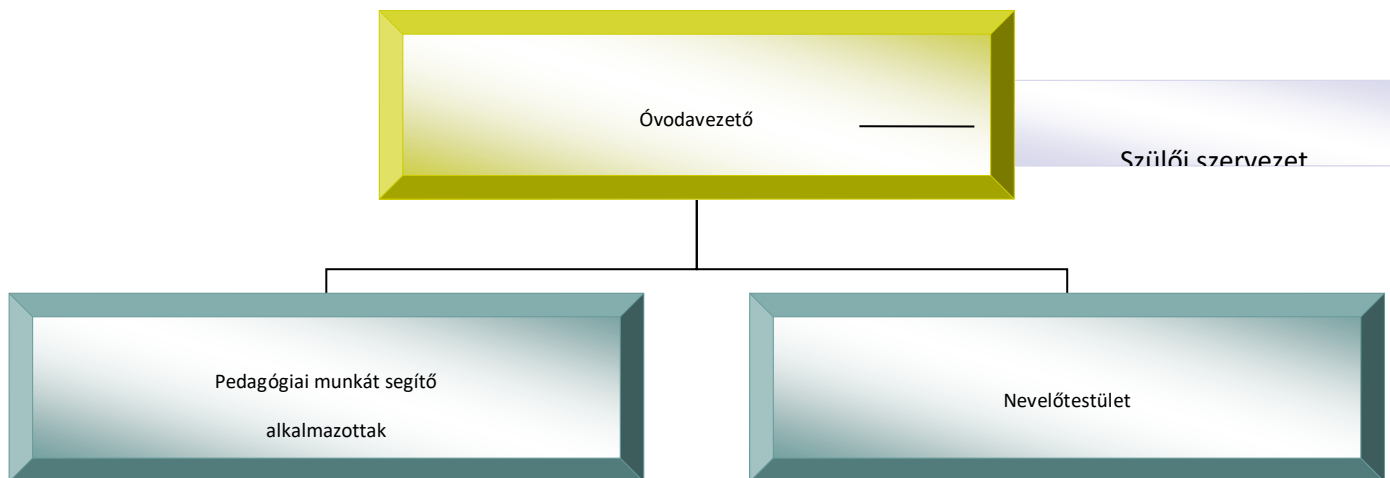 Óvodavezető
Szülői szervezet
Pedagógiai munkát segítő
alkalmazottak
Nevelőtestület